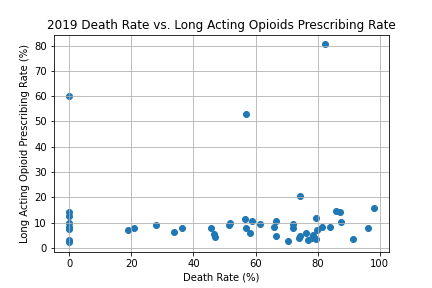 2019 Death Rate vs. Long Acting Opioids Prescribing Rate
Long Acting Opioid Prescribing Rate (%)
80
70
60
50
40
30
20
10
0
0 20 40 60 80 100
Death Rate (%)